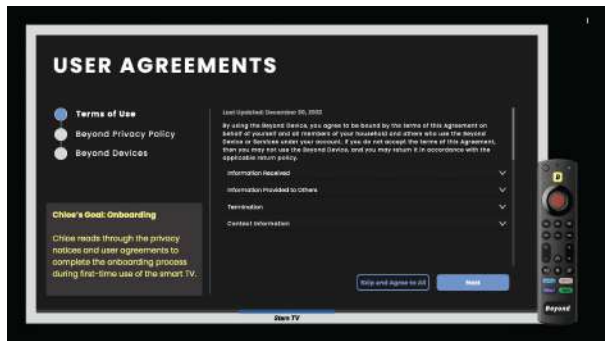 USER AGREEMENTS
Terms of Use
Beyond Privacy Policy
Beyond Devices
Last Updated: December 30, 2022
By using the Beyond Device, you agree to be bound by the terms of this Agreement on
behalf of yourself and all members of your household and others who use the Beyond
Device or Services under your account. If you do not accept the terms of this Agreement,
then you may not use the Beyond Device, and you may return it in accordance with the
applicable return policy.
Information Received
Information Provided to Others
Termination
Contact Information
Chloe's Goal: Onboarding
Chloe reads through the privacy
notices and user agreements to
complete the onboarding process
during first-time use of the smart TV.
Skip and Agree to All
Next
Stars TV
Beyond